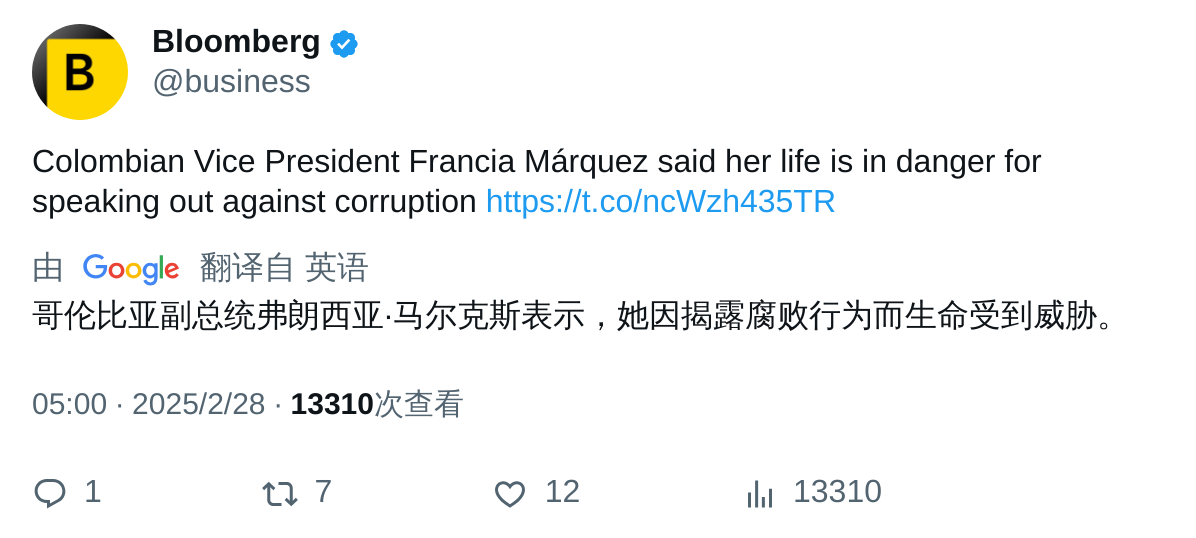 B
Bloomberg
@business
Colombian Vice President Francia Márquez said her life is in danger for
speaking out against corruption https://t.co/ncWzh435TR
由 Google 翻译自 英语
哥伦比亚副总统弗朗西亚·马尔克斯表示，她因揭露腐败行为而生命受到威胁。
05:00 · 2025/2/28 · 13310次查看
1 7 12 13310